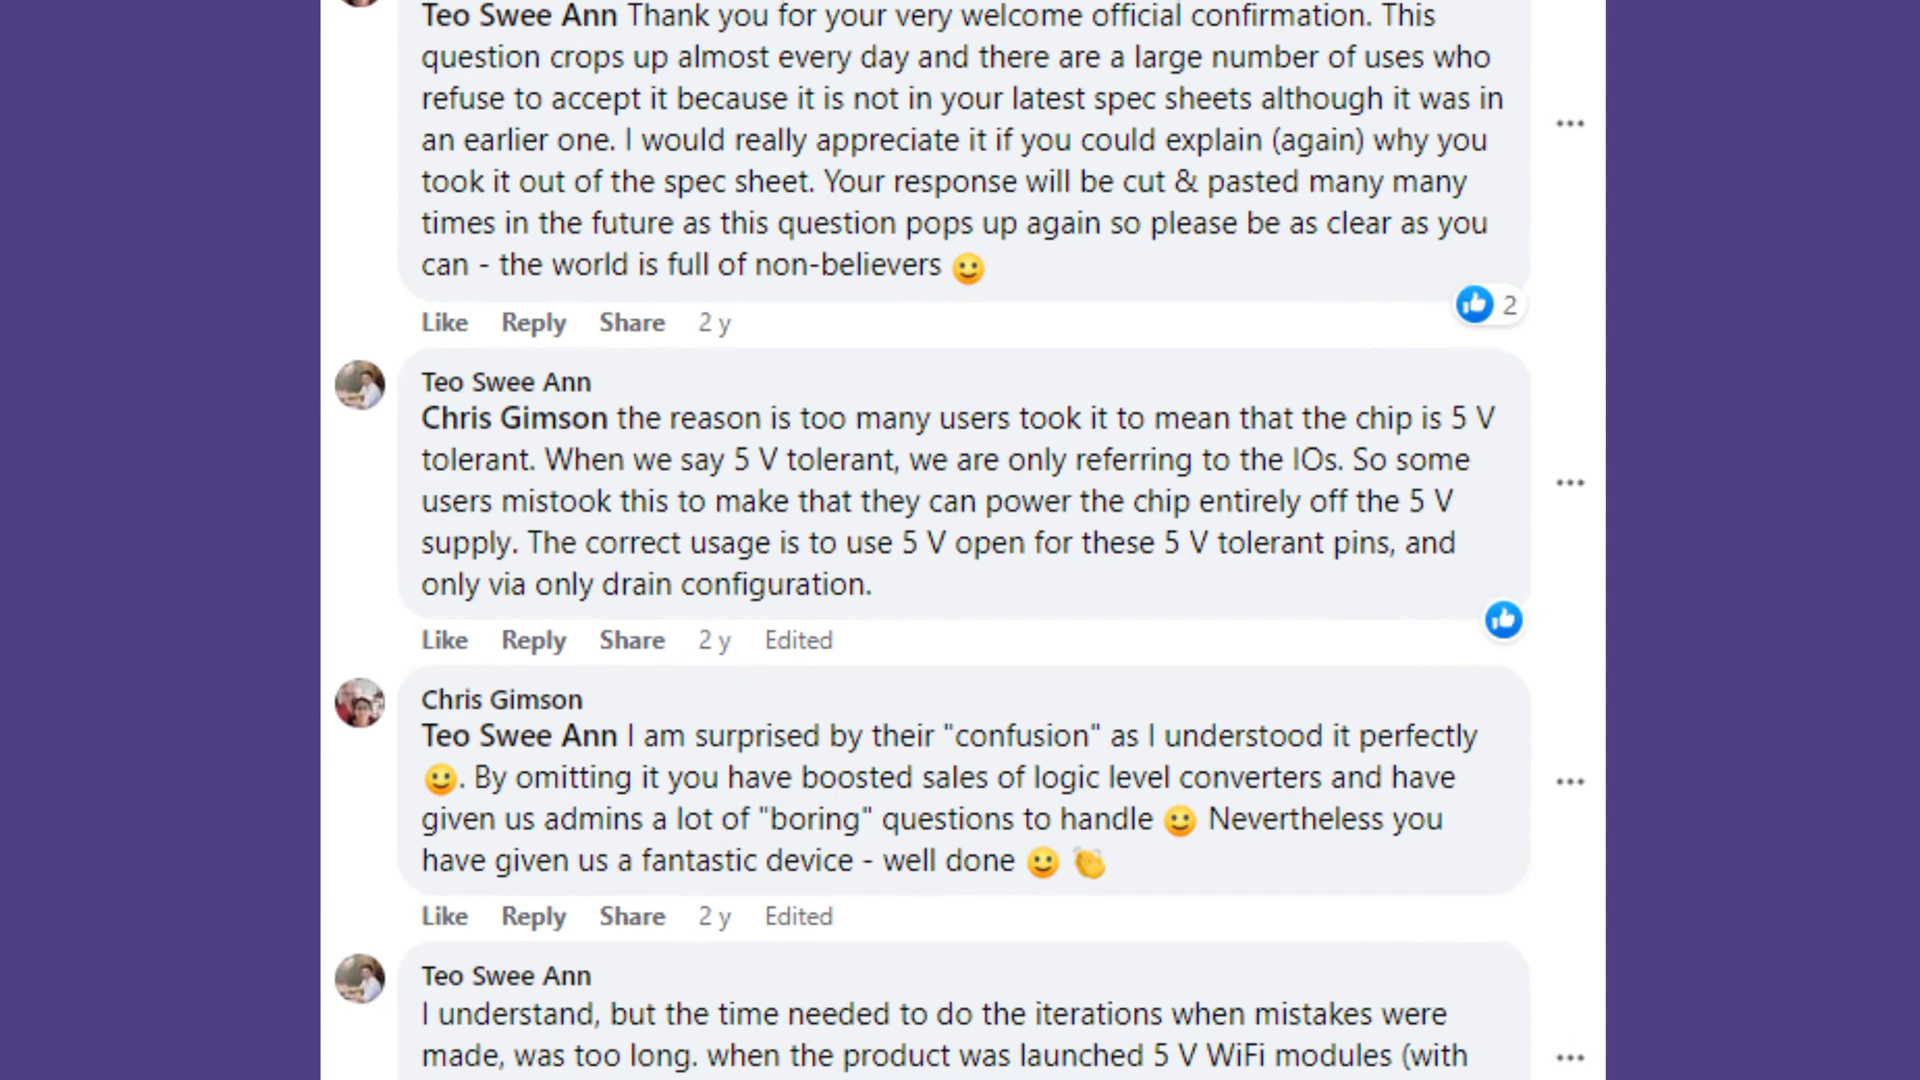 Teo Swee Ann Thank you for your very welcome official confirmation. This
question crops up almost every day and there are a large number of uses who
refuse to accept it because it is not in your latest spec sheets although it was in
an earlier one. I would really appreciate it if you could explain (again) why you
took it out of the spec sheet. Your response will be cut & pasted many many
times in the future as this question pops up again so please be as clear as you
can - the world is full of non-believers 🙂
2
Like Reply Share 2 y
Teo Swee Ann
Chris Gimson the reason is too many users took it to mean that the chip is 5 V
tolerant. When we say 5 V tolerant, we are only referring to the IOs. So some
users mistook this to make that they can power the chip entirely off the 5 V
supply. The correct usage is to use 5 V open for these 5 V tolerant pins, and
only via only drain configuration.
Like Reply Share 2 y Edited
Chris Gimson
Teo Swee Ann I am surprised by their "confusion" as I understood it perfectly
🙂. By omitting it you have boosted sales of logic level converters and have
given us admins a lot of "boring" questions to handle 🙂 Nevertheless you
have given us a fantastic device - well done 🙂 👏
Like Reply Share 2 y Edited
Teo Swee Ann
I understand, but the time needed to do the iterations when mistakes were
made, was too long. when the product was launched 5 V WiFi modules (with